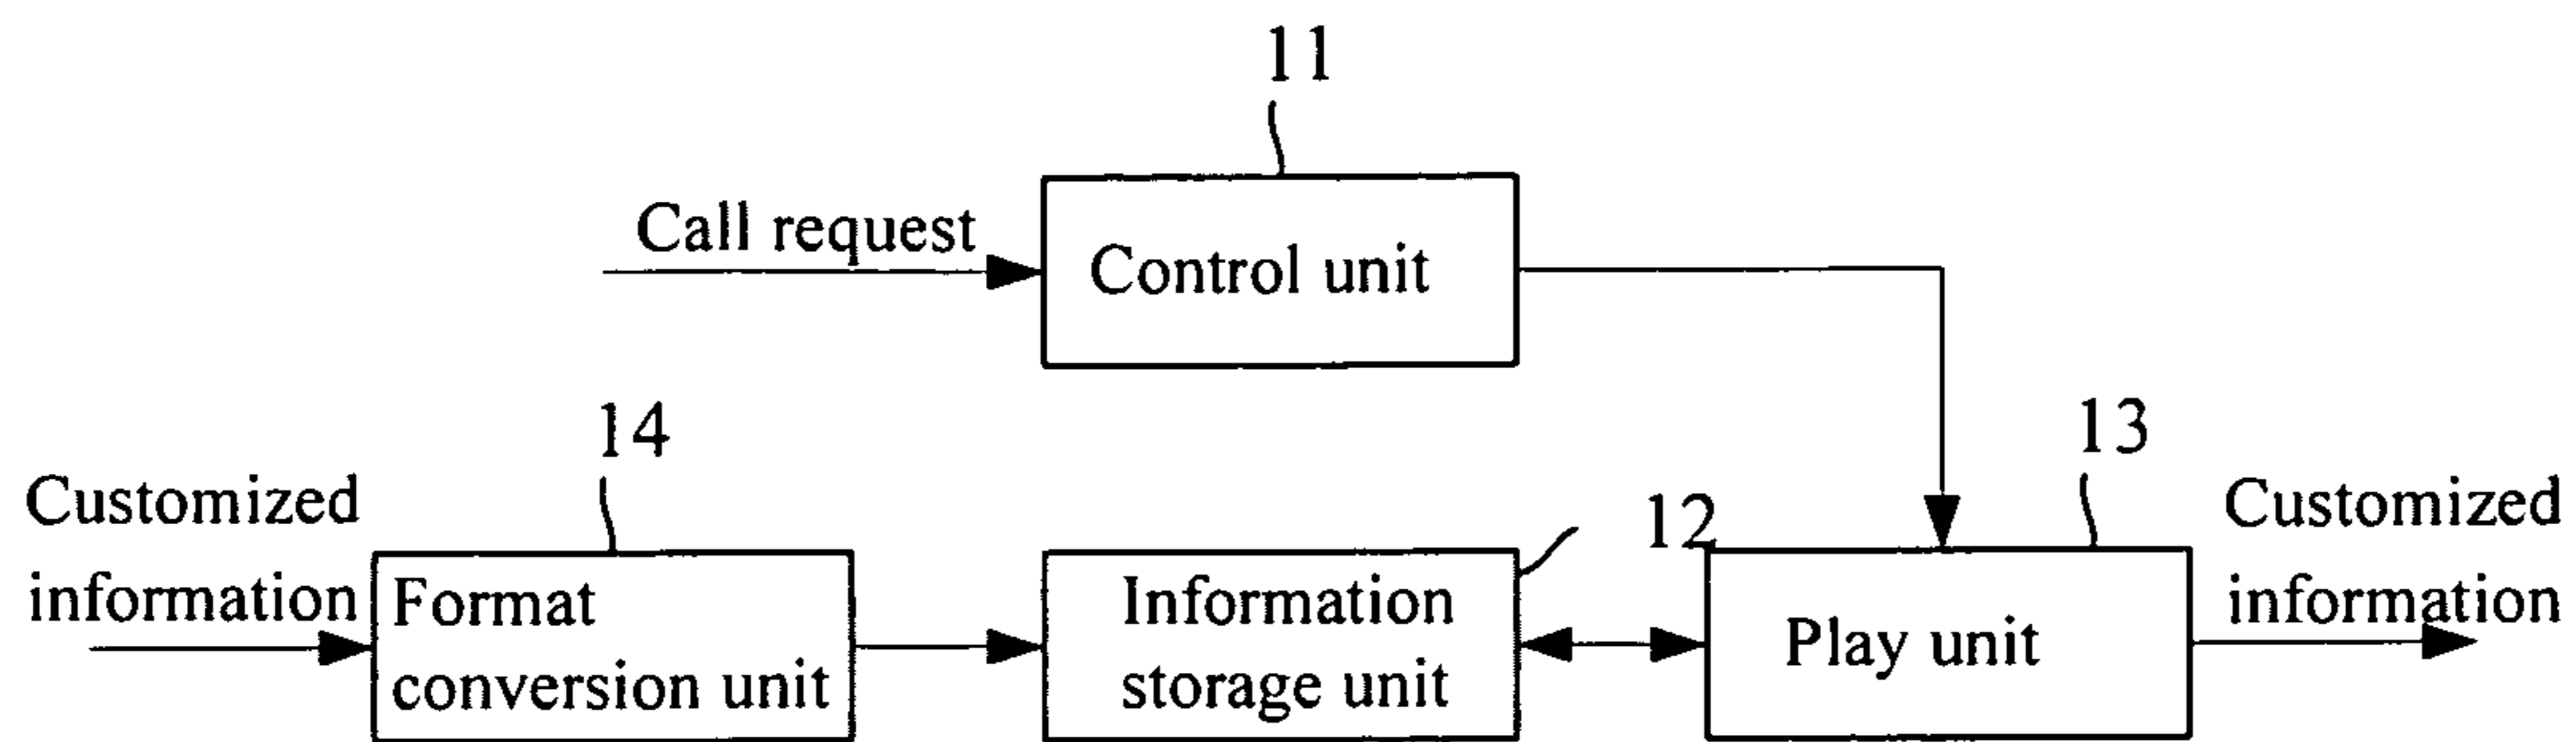 11
Call request
Control unit
14
13
Customized
information
12
Customized
information
Format
conversion unit
Information
storage unit
Play unit